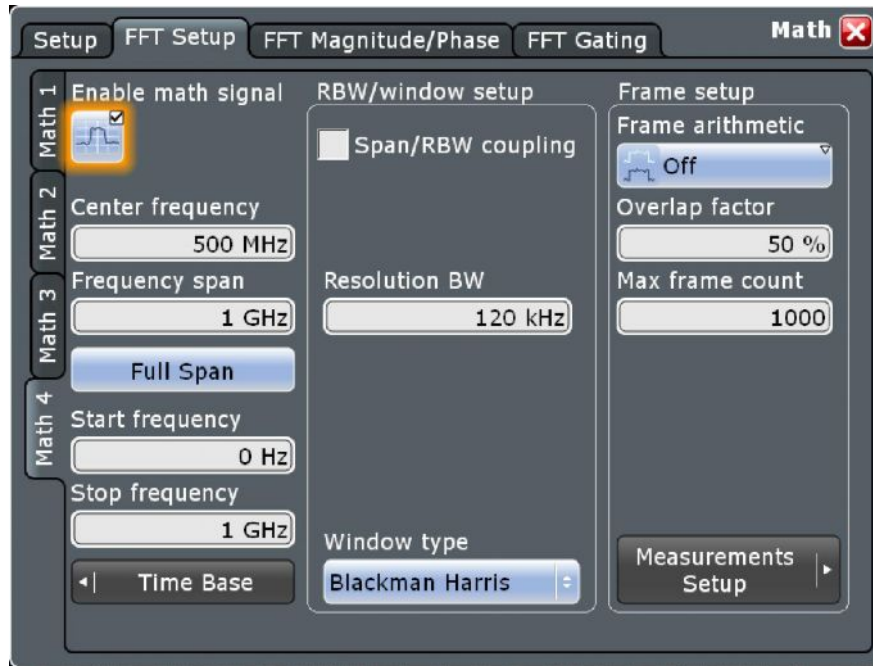 Setup
FFT Setup
FFT Magnitude/Phase
FFT Gating
Math
Math 1
Math 2
Math 3
Math 4
Enable math signal
Center frequency
500 MHz
Frequency span
1 GHz
Full Span
Start frequency
0 Hz
Stop frequency
1 GHz
Time Base
RBW/window setup
Span/RBW coupling
Resolution BW
120 kHz
Window type
Blackman Harris
Frame setup
Frame arithmetic
Off
Overlap factor
50 %
Max frame count
1000
Measurements
Setup